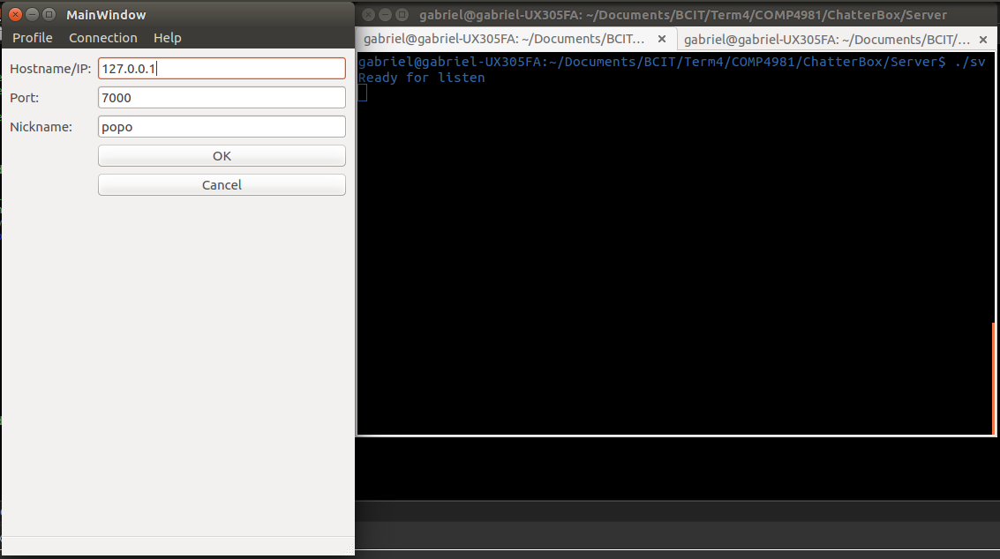 MainWindow
Profile Connection Help
Hostname/IP: 127.0.0.1
Port: 7000
Nickname: popo
OK
Cancel
gabriel@gabriel-UX305FA: ~/Documents/BCIT/Term4/COMP4981/ChatterBox/Server
gabriel@gabriel-UX305FA: ~/Documents/BCIT... gabriel@gabriel-UX305FA: ~/Documents/BCIT/...
gabriel@gabriel-UX305FA:~/Documents/BCIT/Term4/COMP4981/ChatterBox/Server$ ./sv
Ready for listen